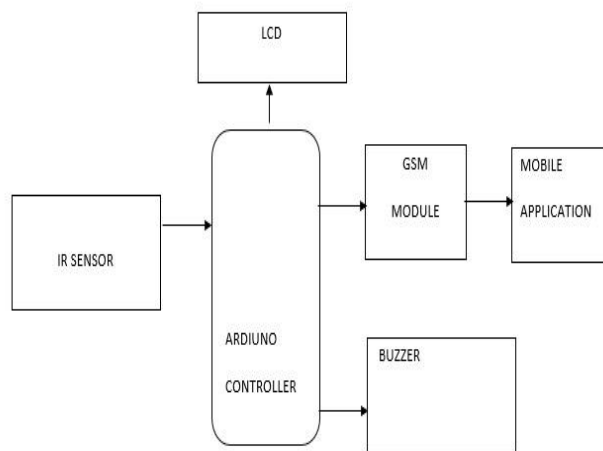 LCD
GSM
MODULE
MOBILE
APPLICATION
IR SENSOR
ARDIUNO
CONTROLLER
BUZZER